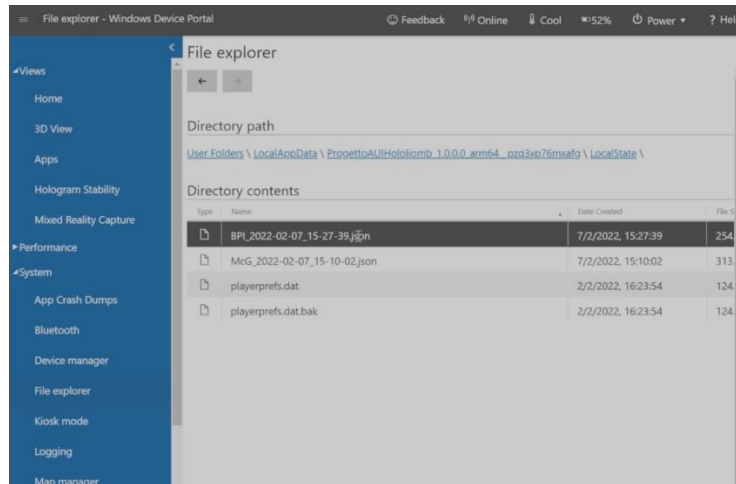 File explorer - Windows Device Portal
Feedback
Online
Cool
52%
Power
? Hel
Views
Home
3D View
Apps
Hologram Stability
Mixed Reality Capture
Performance
System
App Crash Dumps
Bluetooth
Device manager
File explorer
Kiosk mode
Logging
Map manager
File explorer
Directory path
User Folders \ LocalAppData \ ProgettoAUIHololiomb_1.0.0.0_arm64__pzq3xp76mxafg \ LocalState \
Directory contents
Type Name Date Created File S
BPI_2022-02-07_15-27-39.json 7/2/2022, 15:27:39 254.
McG_2022-02-07_15-10-02.json 7/2/2022, 15:10:02 313.
playerprefs.dat 2/2/2022, 16:23:54 124.
playerprefs.dat.bak 2/2/2022, 16:23:54 124.